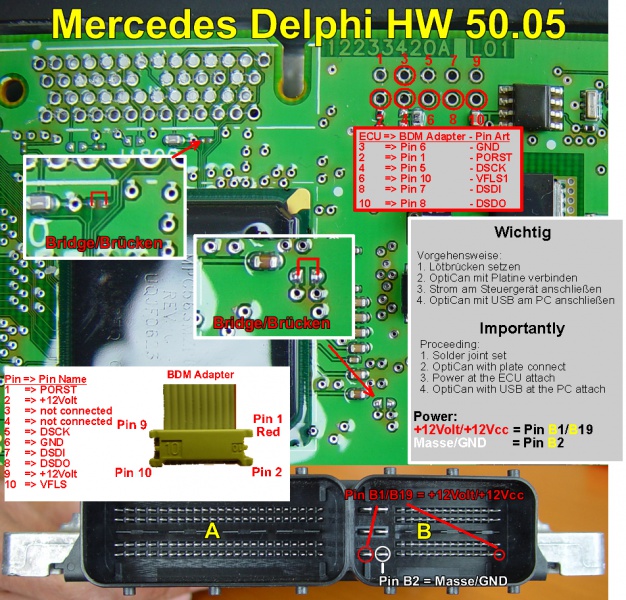 Mercedes Delphi HW 50.05
12233420A L01
1 3 5 7 9
2 4 6 8 10
ECU => BDM Adapter - Pin Art
3 => Pin 6 - GND
2 => Pin 1 - PORST
4 => Pin 5 - DSCK
6 => Pin 10 - VFLS1
8 => Pin 7 - DSDI
10 => Pin 8 - DSDO
Bridge/Brücken
Bridge/Brücken
Wichtig
Vorgehensweise:
1. Lötbrücken setzen
2. OptiCan mit Platine verbinden
3. Strom am Steuergerät anschließen
4. OptiCan mit USB am PC anschließen
Importantly
Proceeding:
1. Solder joint set
2. OptiCan with plate connect
3. Power at the ECU attach
4. OptiCan with USB at the PC attach
Power:
+12Volt/+12Vcc = Pin B1/B19
Masse/GND = Pin B2
Pin => Pin Name
1 => PORST
2 => +12Volt
3 => not connected
4 => not connected
5 => DSCK
6 => GND
7 => DSDI
8 => DSDO
9 => +12Volt
10 => VFLS
BDM Adapter
Pin 9
Pin 1
Red
Pin 10
Pin 2
Pin B1/B19 = +12Volt/+12Vcc
A
B
Pin B2 = Masse/GND